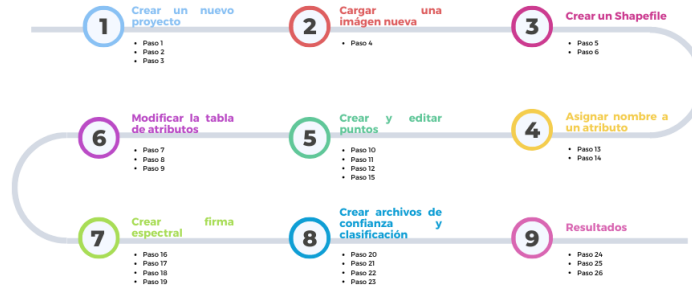 1
Crear un nuevo
proyecto
• Paso 1
• Paso 2
• Paso 3
2
Cargar una
imágen nueva
• Paso 4
3
Crear un Shapefile
• Paso 5
• Paso 6
4
Asignar nombre a
un atributo
• Paso 13
• Paso 14
5
Crear y editar
puntos
• Paso 10
• Paso 11
• Paso 12
• Paso 15
6
Modificar la tabla
de atributos
• Paso 7
• Paso 8
• Paso 9
7
Crear firma
espectral
• Paso 16
• Paso 17
• Paso 18
• Paso 19
8
Crear archivos de
confianza y
clasificación
• Paso 20
• Paso 21
• Paso 22
• Paso 23
9
Resultados
• Paso 24
• Paso 25
• Paso 26